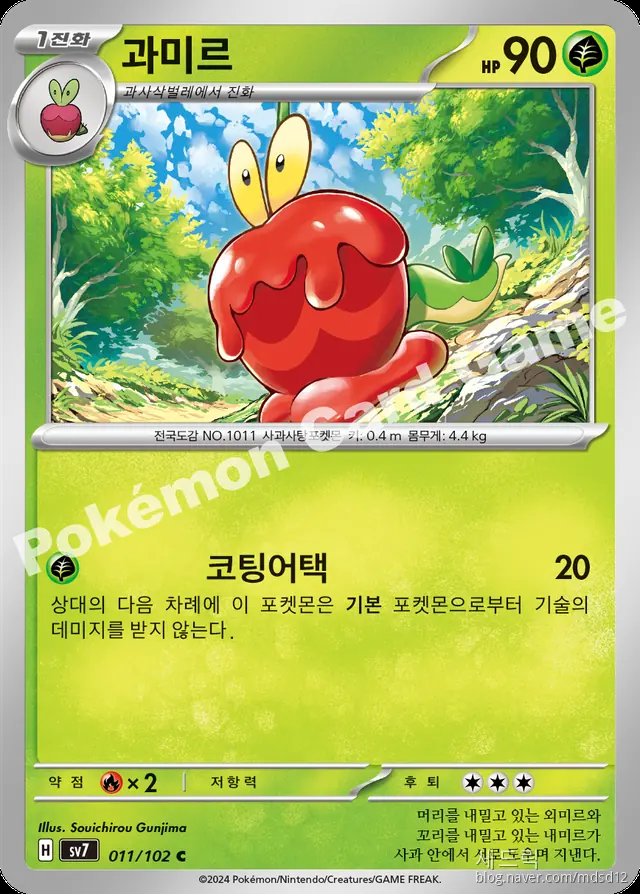 1진화
과미르
HP 90
과사삭벌레에서 진화
전국도감 NO.1011 사과사탕포켓몬 키: 0.4 m 몸무게: 4.4 kg
Pokémon Card Game
코팅어택 20
상대의 다음 차례에 이 포켓몬은 기본 포켓몬으로부터 기술의
데미지를 받지 않는다.
약점 ×2 저항력 후퇴
Illus. Souichirou Gunjima
H sv7 011/102 C
머리를 내밀고 있는 외미르와
꼬리를 내밀고 있는 내미르가
사과 안에서 서로 도우며 지낸다.
blog.naver.com/mdsd12
©2024 Pokémon/Nintendo/Creatures/GAME FREAK.